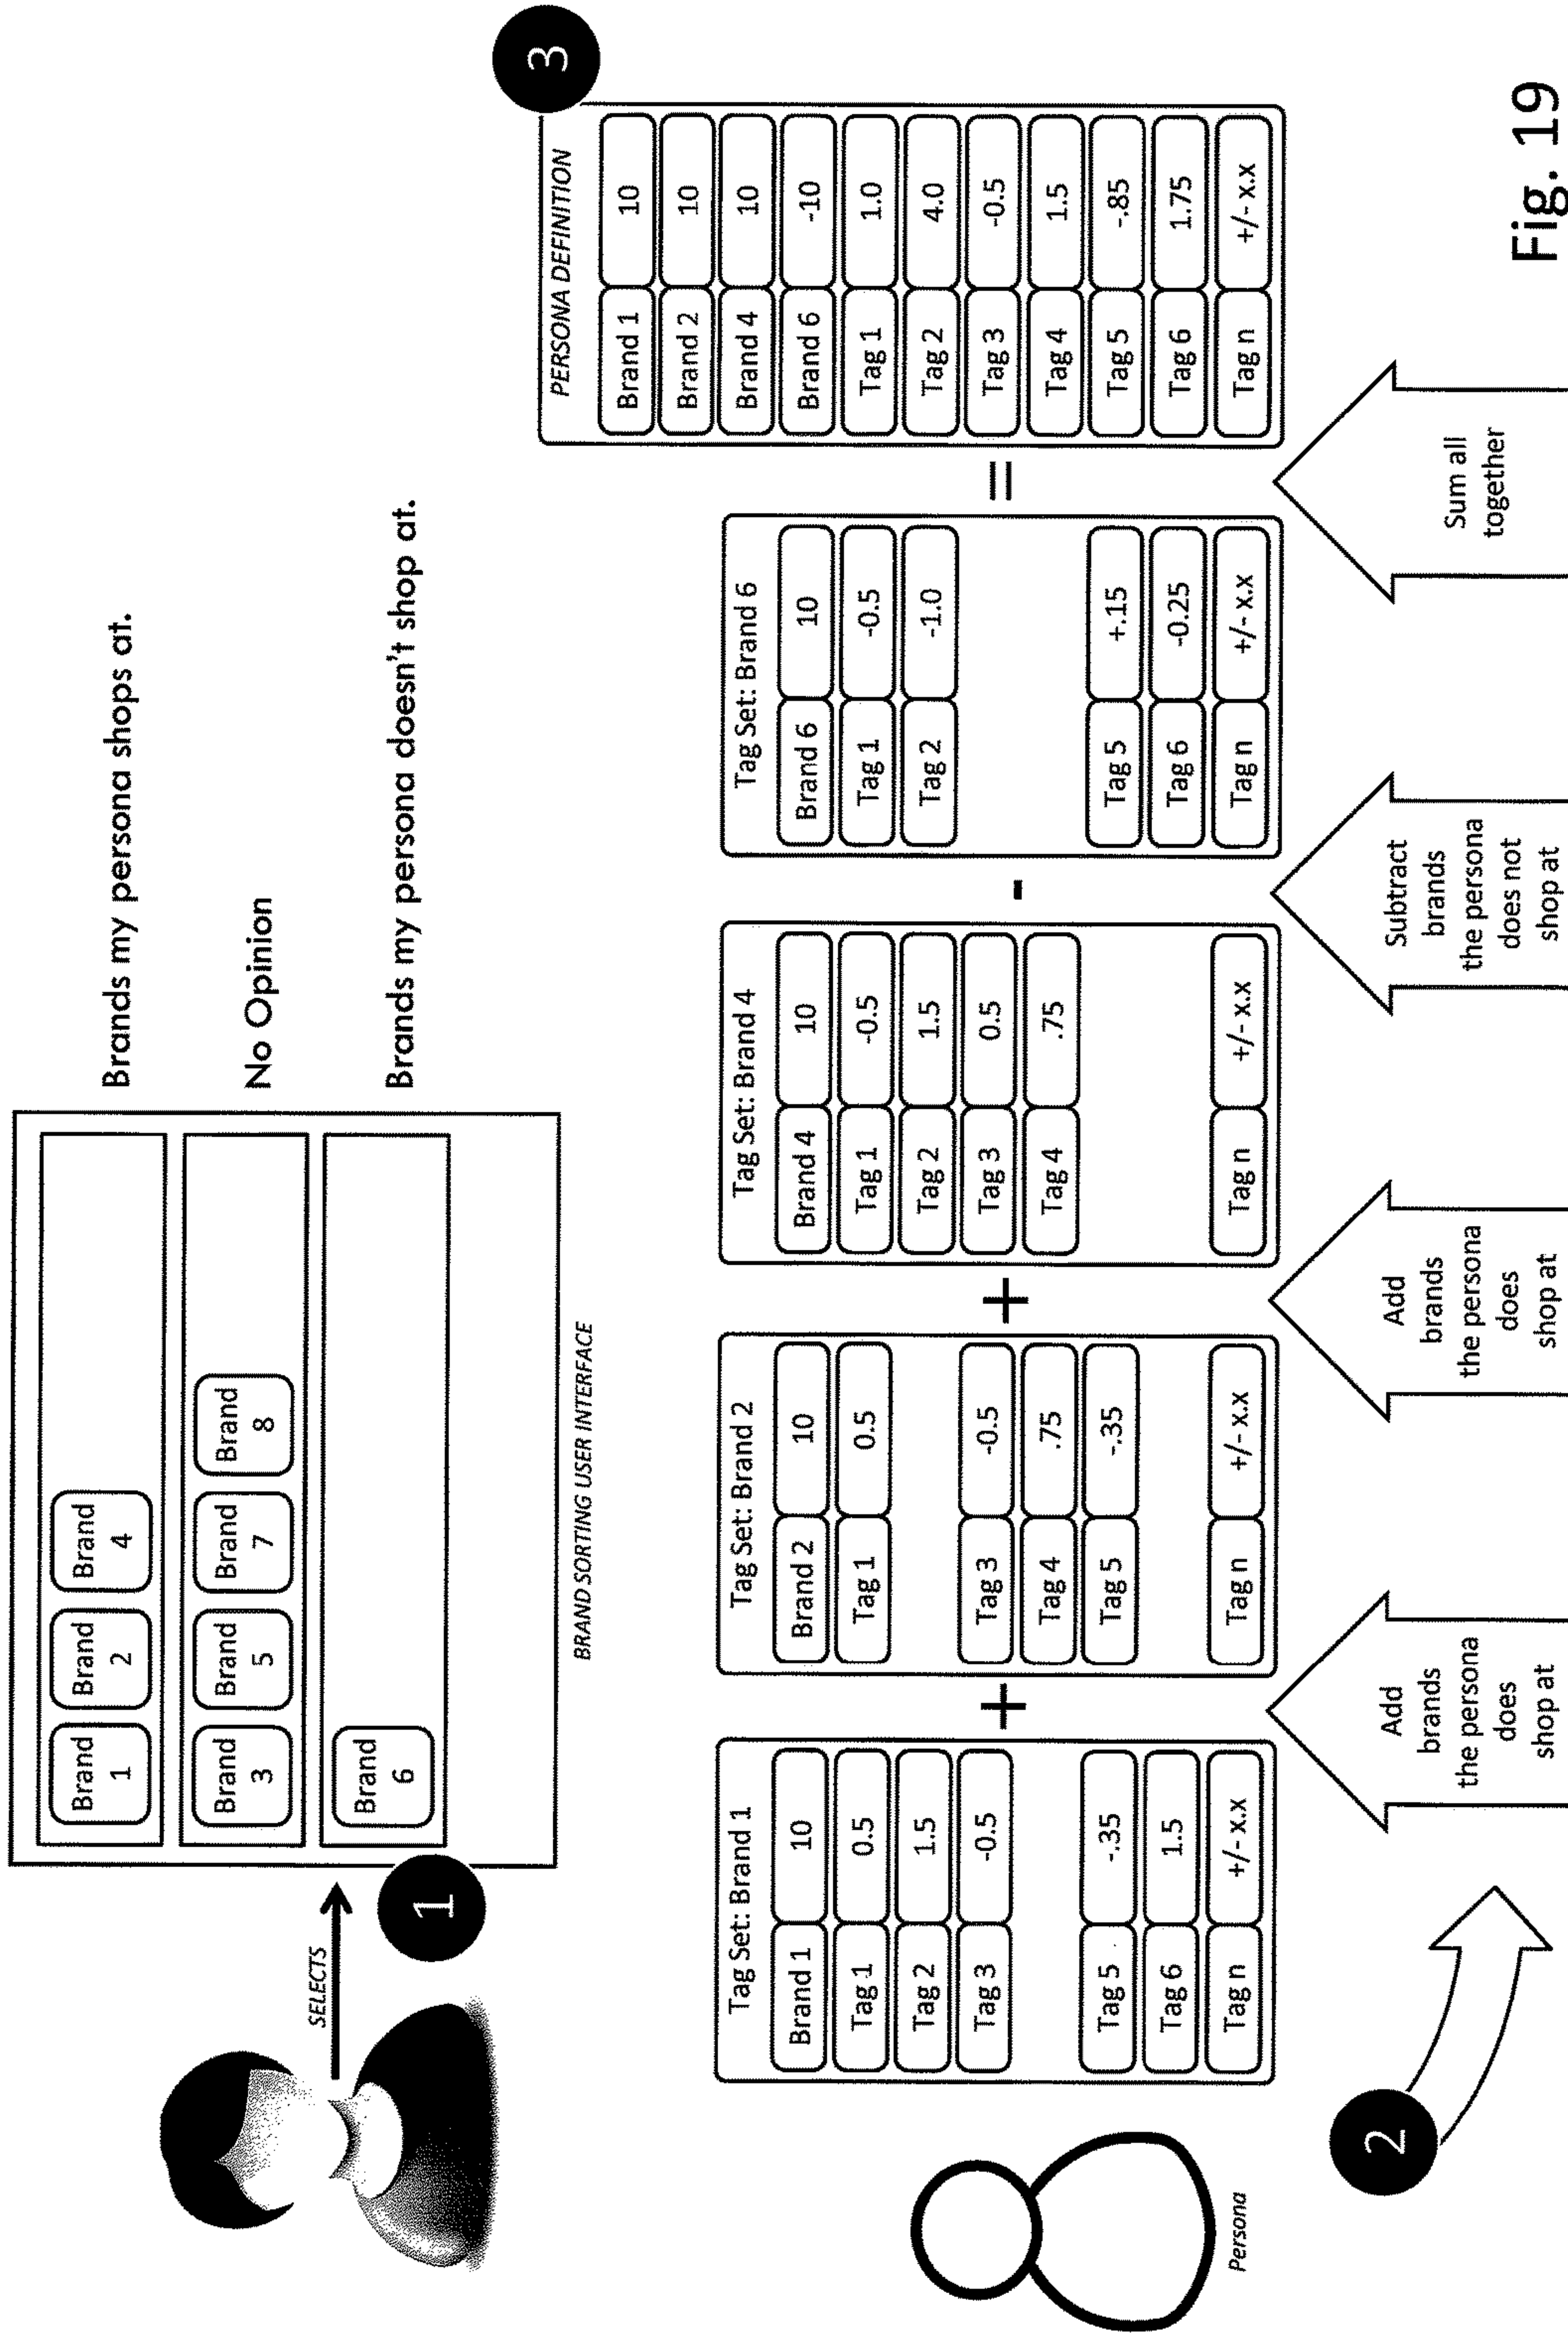 Brands my persona shops at.
No Opinion
Brands my persona doesn't shop at.
SELECTS
1
Brand
1
Brand
2
Brand
4
Brand
3
Brand
5
Brand
7
Brand
8
Brand
6
BRAND SORTING USER INTERFACE
Persona
2
Tag Set: Brand 1
Brand 1 10
Tag 1 0.5
Tag 2 1.5
Tag 3 -0.5
Tag 5 -.35
Tag 6 1.5
Tag n +/- x.x
+
Tag Set: Brand 2
Brand 2 10
Tag 1 0.5
Tag 3 -0.5
Tag 4 .75
Tag 5 -.35
Tag n +/- x.x
+
Tag Set: Brand 4
Brand 4 10
Tag 1 -0.5
Tag 2 1.5
Tag 3 0.5
Tag 4 .75
Tag n +/- x.x
-
Tag Set: Brand 6
Brand 6 10
Tag 1 -0.5
Tag 2 -1.0
Tag 5 +.15
Tag 6 -0.25
Tag n +/- x.x
=
3
PERSONA DEFINITION
Brand 1 10
Brand 2 10
Brand 4 10
Brand 6 -10
Tag 1 1.0
Tag 2 4.0
Tag 3 -0.5
Tag 4 1.5
Tag 5 -.85
Tag 6 1.75
Tag n +/- x.x
Add
brands
the persona
does
shop at
Add
brands
the persona
does
shop at
Subtract
brands
the persona
does not
shop at
Sum all
together
Fig. 19